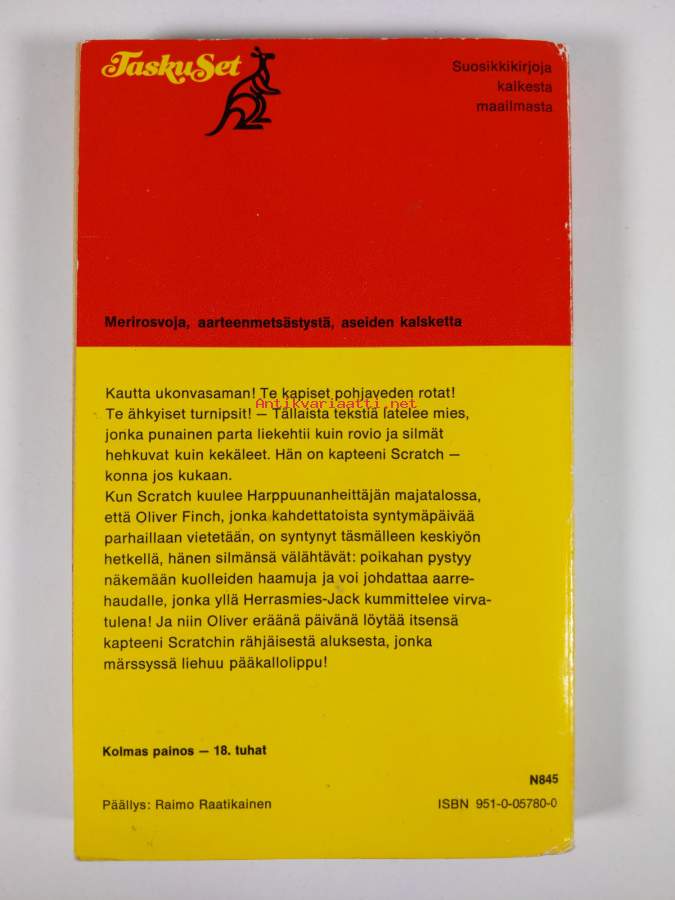 TaskuSet
Suosikkikirjoja
kaikesta
maailmasta
Merirosvoja, aarteenmetsästystä, aseiden kalsketta
Kautta ukonvasaman! Te kapiset pohjaveden rotat!
Antikvariaatti.net
Te ähkyiset turnipsit! — Tällaista tekstiä latelee mies,
jonka punainen parta liekehtii kuin rovio ja silmät
hehkuvat kuin kekäleet. Hän on kapteeni Scratch —
konna jos kukaan.
Kun Scratch kuulee Harppuunanheittäjän majatalossa,
että Oliver Finch, jonka kahdettatoista syntymäpäivää
parhaillaan vietetään, on syntynyt täsmälleen keskiyön
hetkellä, hänen silmänsä välähtävät: poikahan pystyy
näkemään kuolleiden haamuja ja voi johdattaa aarre-
haudalle, jonka yllä Herrasmies-Jack kummittelee virva-
tulena! Ja niin Oliver eräänä päivänä löytää itsensä
kapteeni Scratchin rähjäisestä aluksesta, jonka
märssyssä liehuu pääkallolippu!
Kolmas painos — 18. tuhat
N845
Päällys: Raimo Raatikainen
ISBN 951-0-05780-0